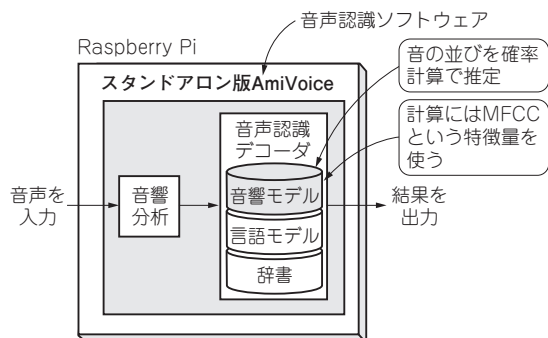 音声認識ソフトウェア
Raspberry Pi
スタンドアロン版AmiVoice
音の並びを確率
計算で推定
計算にはMFCC
という特徴量を
使う
音声を
入力
音響
分析
音声認識
デコーダ
音響モデル
言語モデル
辞書
結果を
出力